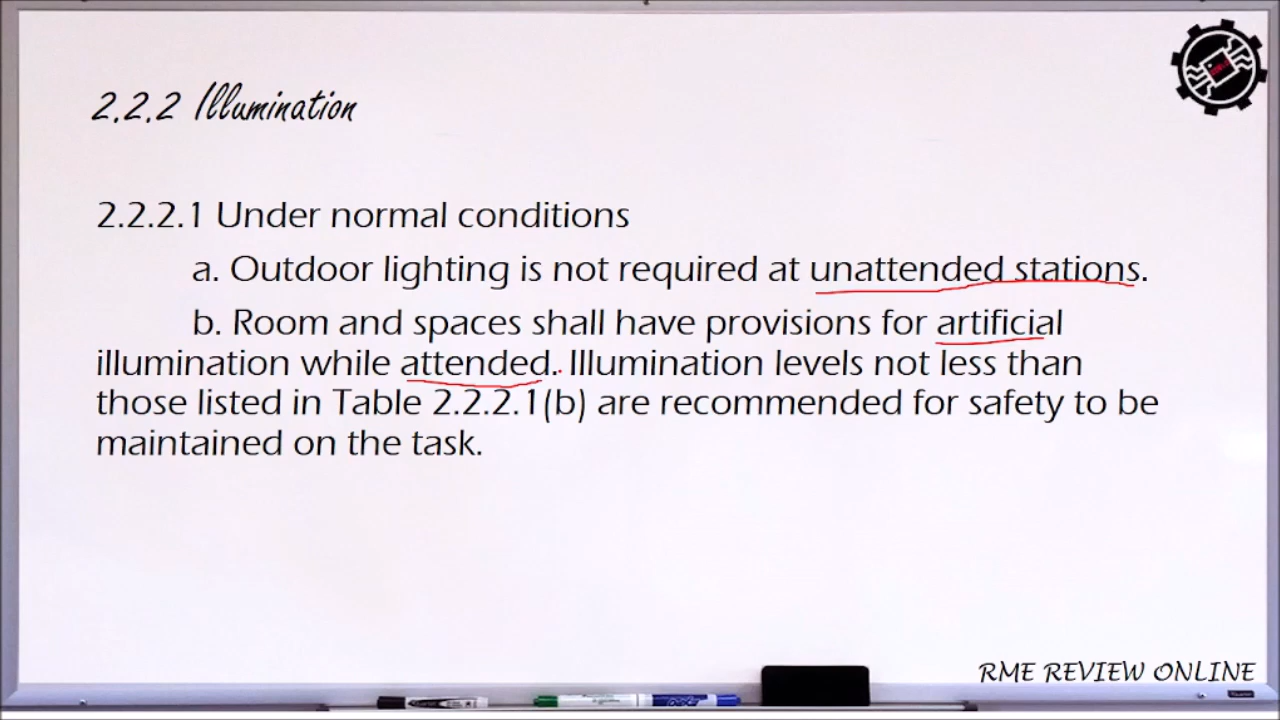 2.2.2 Illumination
2.2.2.1 Under normal conditions
a. Outdoor lighting is not required at unattended stations.
b. Room and spaces shall have provisions for artificial
illumination while attended. Illumination levels not less than
those listed in Table 2.2.2.1(b) are recommended for safety to be
maintained on the task.
RME REVIEW ONLINE